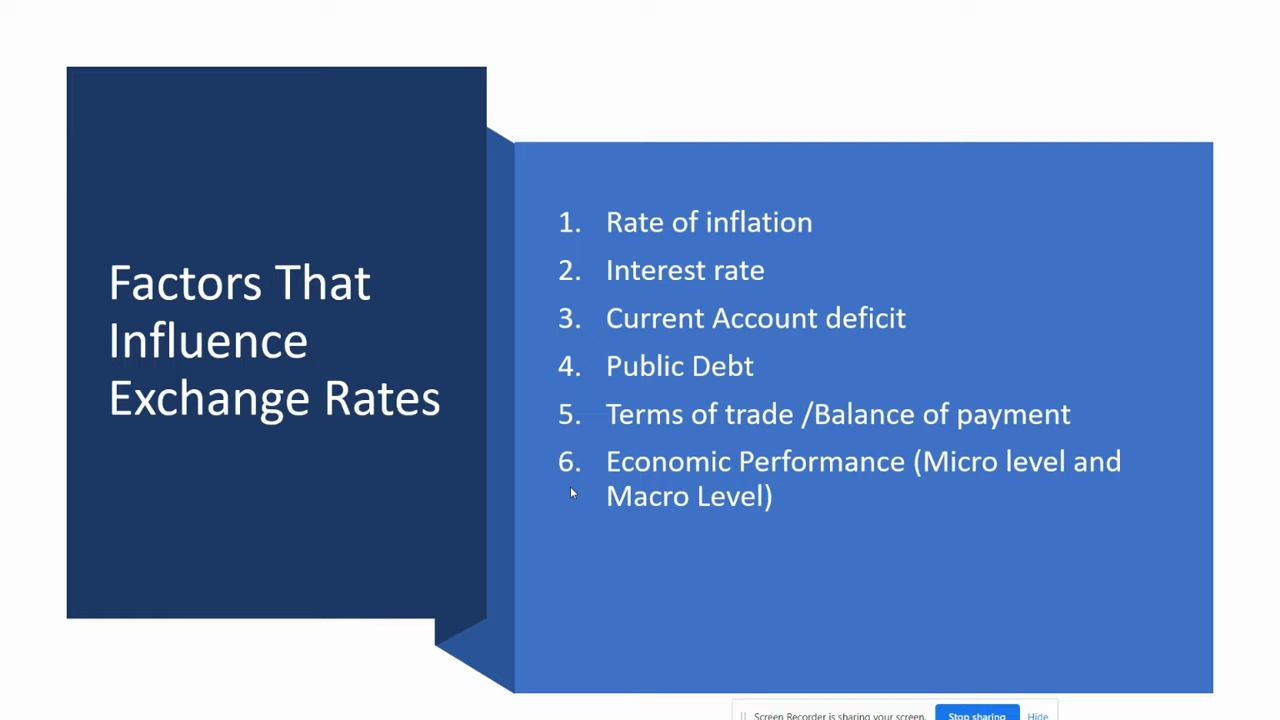 Factors That
Influence
Exchange Rates
1. Rate of inflation
2. Interest rate
3. Current Account deficit
4. Public Debt
5. Terms of trade /Balance of payment
6. Economic Performance (Micro level and
Macro Level)
Screen Recorder is sharing your screen. Stop sharing Hide